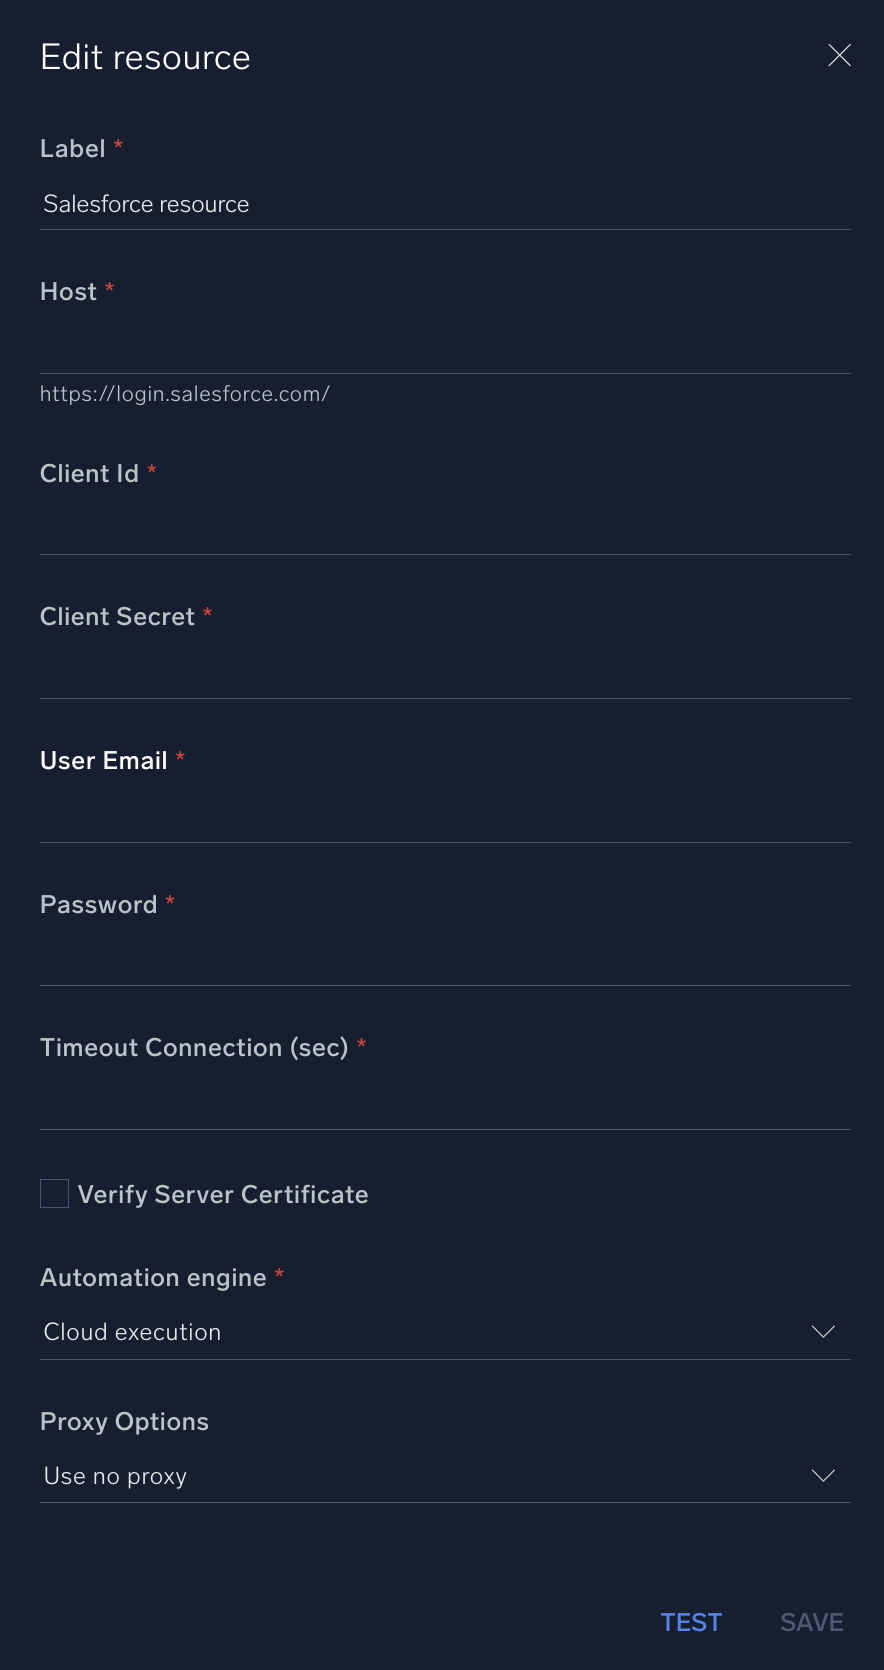 Edit resource
Label *
Salesforce resource
Host *
https://login.salesforce.com/
Client Id *
Client Secret *
User Email *
Password *
Timeout Connection (sec) *
Verify Server Certificate
Automation engine *
Cloud execution
Proxy Options
Use no proxy
TEST SAVE